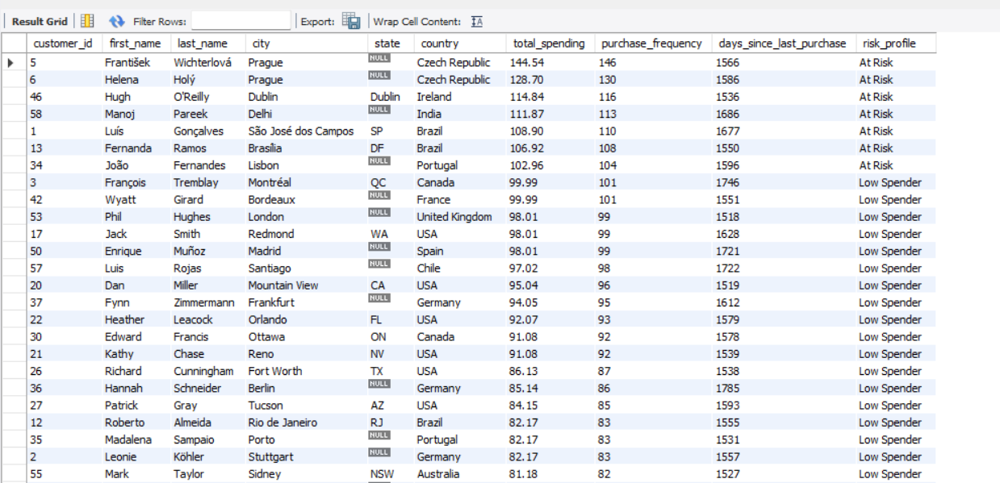 Result Grid Filter Rows: Export: Wrap Cell Content: IA
customer_id first_name last_name city state country total_spending purchase_frequency days_since_last_purchase risk_profile
5 František Wichterlová Prague NULL Czech Republic 144.54 146 1566 At Risk
6 Helena Holý Prague NULL Czech Republic 128.70 130 1586 At Risk
46 Hugh O'Reilly Dublin Dublin Ireland 114.84 116 1536 At Risk
58 Manoj Pareek Delhi NULL India 111.87 113 1686 At Risk
1 Luís Gonçalves São José dos Campos SP Brazil 108.90 110 1677 At Risk
13 Fernanda Ramos Brasília DF Brazil 106.92 108 1550 At Risk
34 João Fernandes Lisbon NULL Portugal 102.96 104 1596 At Risk
3 François Tremblay Montréal QC Canada 99.99 101 1746 Low Spender
42 Wyatt Girard Bordeaux NULL France 99.99 101 1551 Low Spender
53 Phil Hughes London NULL United Kingdom 98.01 99 1518 Low Spender
17 Jack Smith Redmond WA USA 98.01 99 1628 Low Spender
50 Enrique Muñoz Madrid NULL Spain 98.01 99 1721 Low Spender
57 Luis Rojas Santiago NULL Chile 97.02 98 1722 Low Spender
20 Dan Miller Mountain View CA USA 95.04 96 1519 Low Spender
37 Fynn Zimmermann Frankfurt NULL Germany 94.05 95 1612 Low Spender
22 Heather Leacock Orlando FL USA 92.07 93 1579 Low Spender
30 Edward Francis Ottawa ON Canada 91.08 92 1578 Low Spender
21 Kathy Chase Reno NV USA 91.08 92 1539 Low Spender
26 Richard Cunningham Fort Worth TX USA 86.13 87 1538 Low Spender
36 Hannah Schneider Berlin NULL Germany 85.14 86 1785 Low Spender
27 Patrick Gray Tucson AZ USA 84.15 85 1593 Low Spender
12 Roberto Almeida Rio de Janeiro RJ Brazil 82.17 83 1555 Low Spender
35 Madalena Sampaio Porto NULL Portugal 82.17 83 1531 Low Spender
2 Leonie Köhler Stuttgart NULL Germany 82.17 83 1557 Low Spender
55 Mark Taylor Sidney NSW Australia 81.18 82 1527 Low Spender